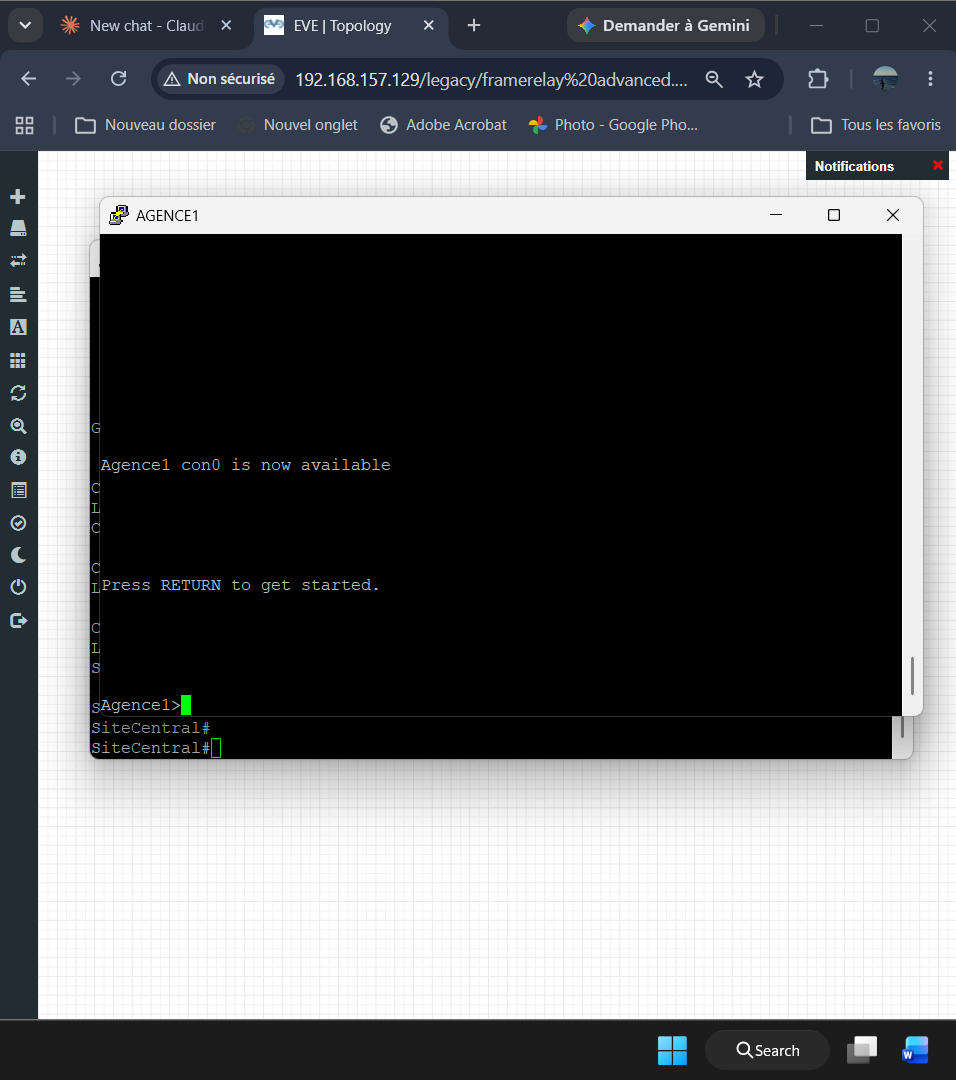 New chat - Claud
EVE | Topology
Demander à Gemini
Non sécurisé
192.168.157.129/legacy/framerelay%20advanced....
Nouveau dossier
Nouvel onglet
Adobe Acrobat
Photo - Google Pho...
Tous les favoris
Notifications
AGENCE1
G
Agence1 con0 is now available
C
L
C
C
Press RETURN to get started.
L
C
L
S
S
Agence1>
SiteCentral#
SiteCentral#
Search